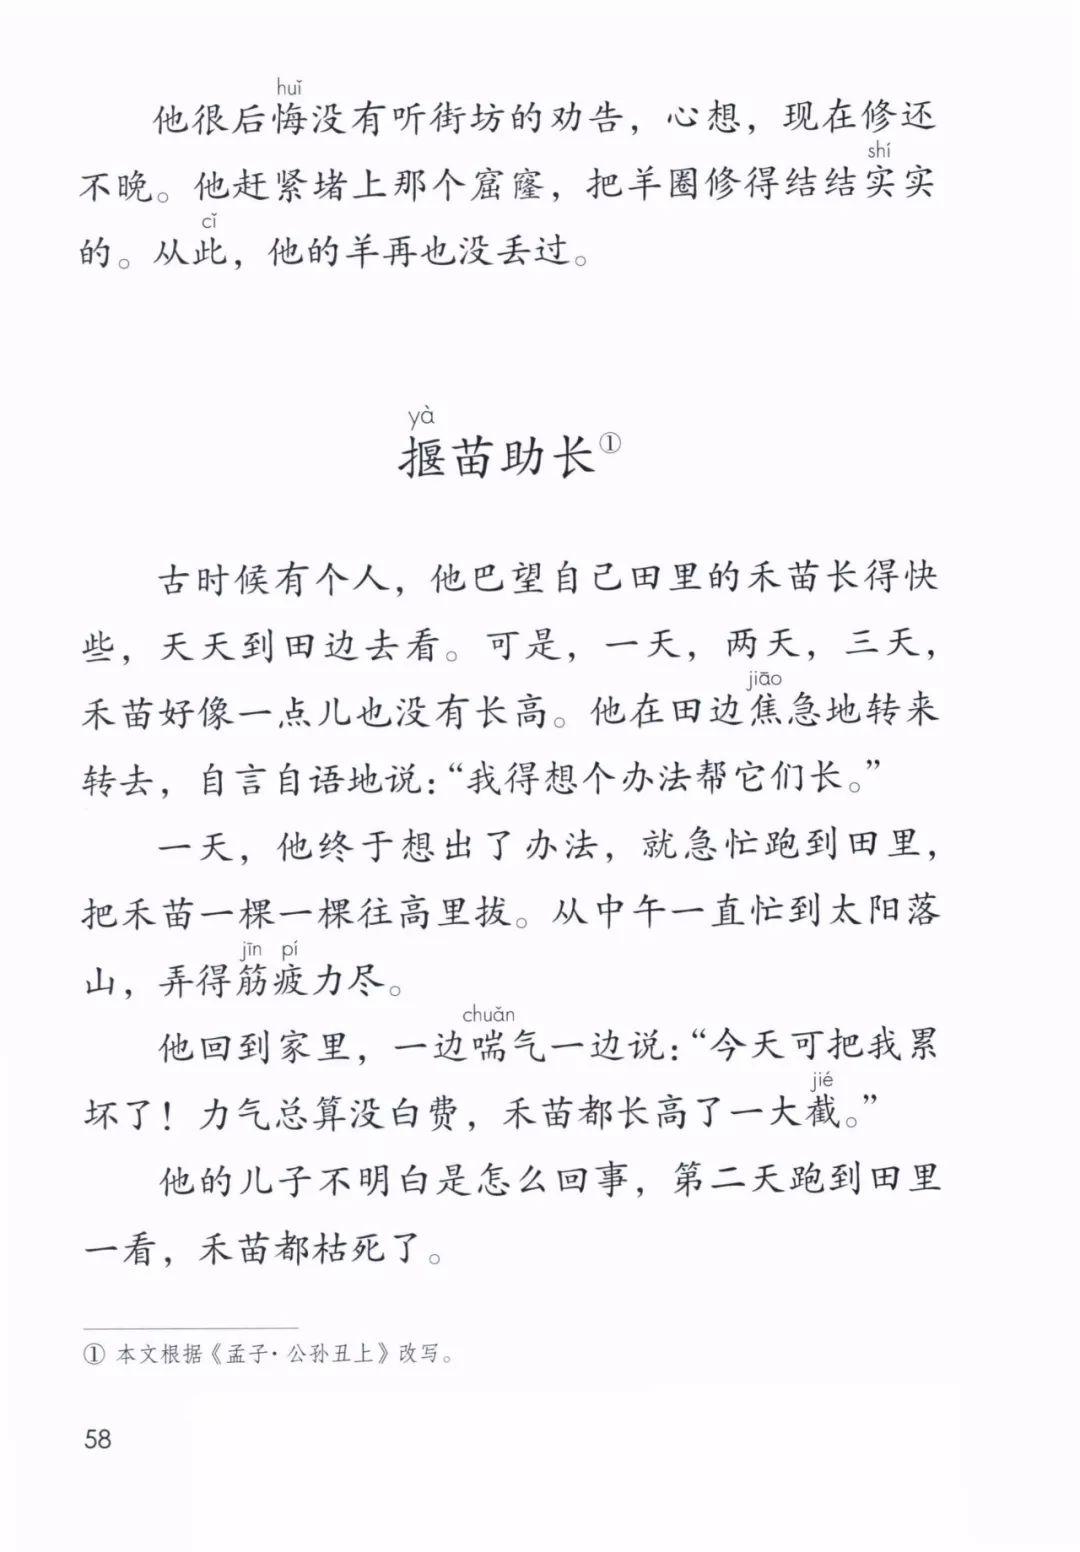 huǐ
他很后悔没有听街坊的劝告，心想，现在修还
shí
不晚。他赶紧堵上那个窟窿，把羊圈修得结结实实
cǐ
的。从此，他的羊再也没丢过。
yà
揠苗助长①
古时候有个人，他巴望自己田里的禾苗长得快
些，天天到田边去看。可是，一天，两天，三天，
jiāo
禾苗好像一点儿也没有长高。他在田边焦急地转来
转去，自言自语地说：“我得想个办法帮它们长。”
一天，他终于想出了办法，就急忙跑到田里，
把禾苗一棵一棵往高里拔。从中午一直忙到太阳落
jīn pí
山，弄得筋疲力尽。
chuǎn
他回到家里，一边喘气一边说：“今天可把我累
jié
坏了！力气总算没白费，禾苗都长高了一大截。”
他的儿子不明白是怎么回事，第二天跑到田里
一看，禾苗都枯死了。
① 本文根据《孟子·公孙丑上》改写。
58